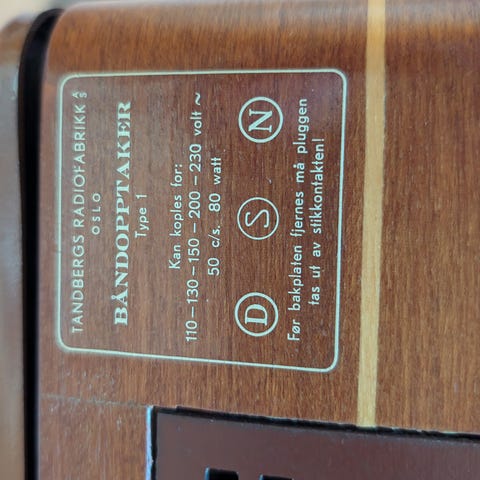 TANDBERGS RADIOFABRIKK A/S
OSLO
BÅNDOPPTAKER
Type 1
Kan koples for:
110–130–150–200–230 volt ~
50 c/s. 80 watt
D S N
Før bakplaten fjernes må pluggen
tas ut av stikkontakten!